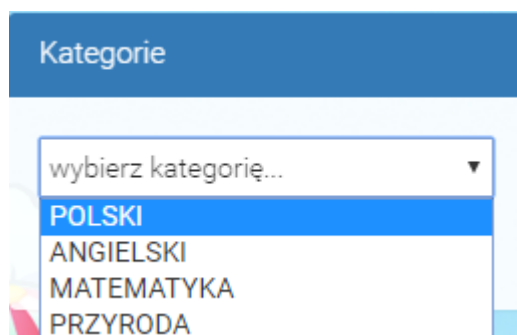 Kategorie
wybierz kategorię...
POLSKI
ANGIELSKI
MATEMATYKA
PRZYRODA